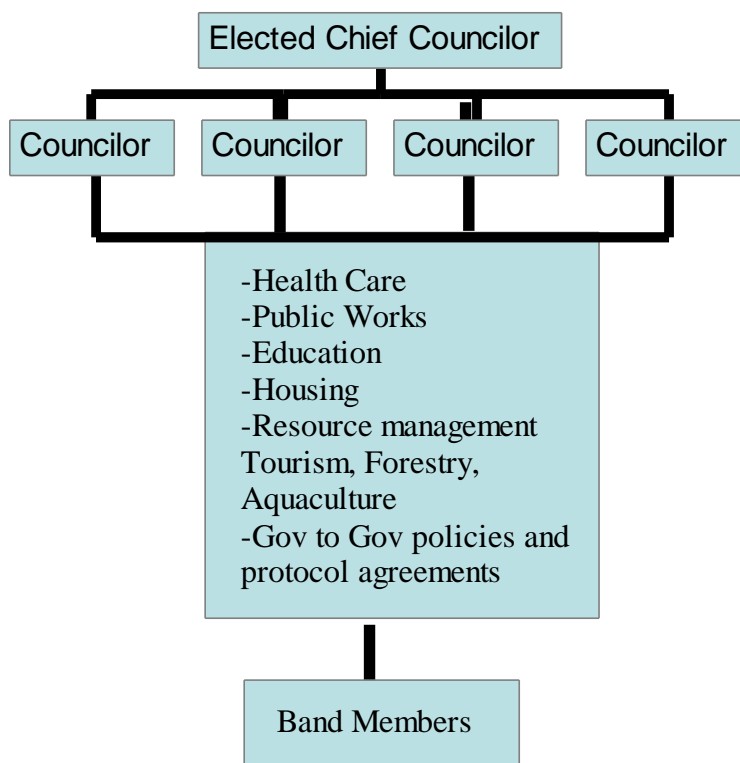 Elected Chief Councilor
Councilor Councilor Councilor Councilor
-Health Care
-Public Works
-Education
-Housing
-Resource management
Tourism, Forestry,
Aquaculture
-Gov to Gov policies and
protocol agreements
Band Members